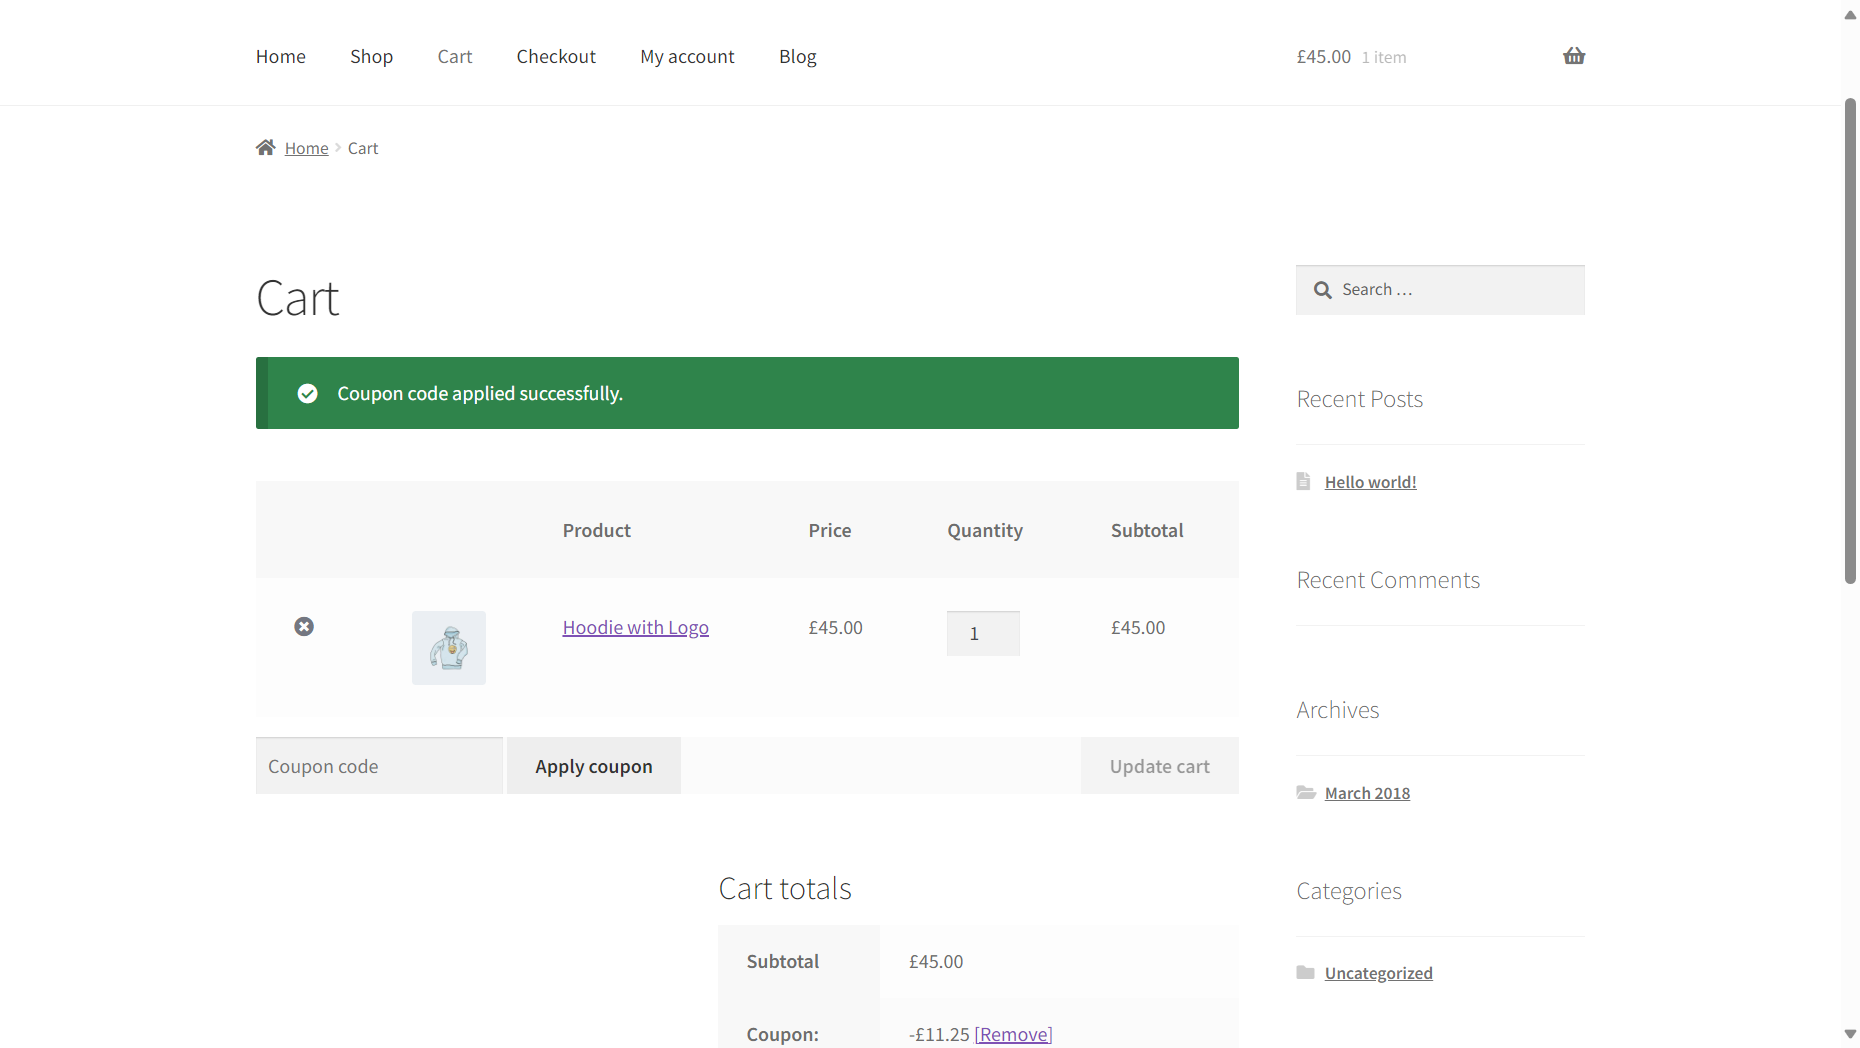 Home Shop Cart Checkout My account Blog £45.00 1 item
Home Cart
Cart
Search …
Coupon code applied successfully.
Recent Posts
Hello world!
Product Price Quantity Subtotal
Recent Comments
Hoodie with Logo £45.00 1 £45.00
Archives
Coupon code Apply coupon Update cart
March 2018
Cart totals
Categories
Subtotal £45.00
Uncategorized
Coupon: -£11.25 [Remove]